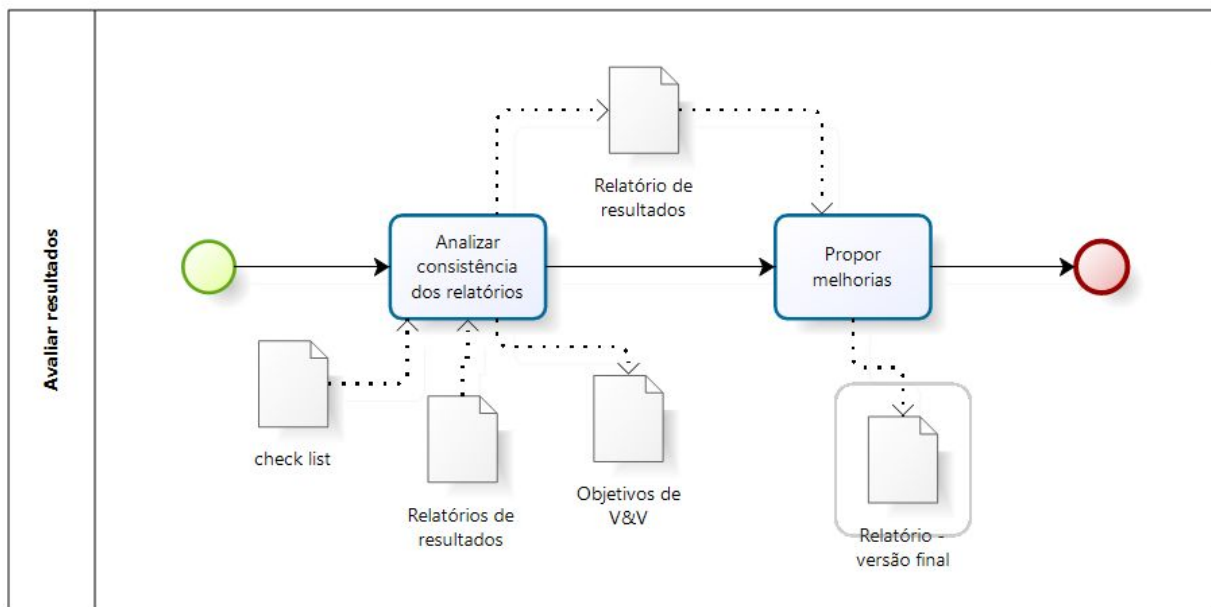 Avaliar resultados
Relatório de
resultados
Analizar
consistência
dos relatórios
Propor
melhorias
check list
Relatórios de
resultados
Objetivos de
V&V
Relatório -
versão final